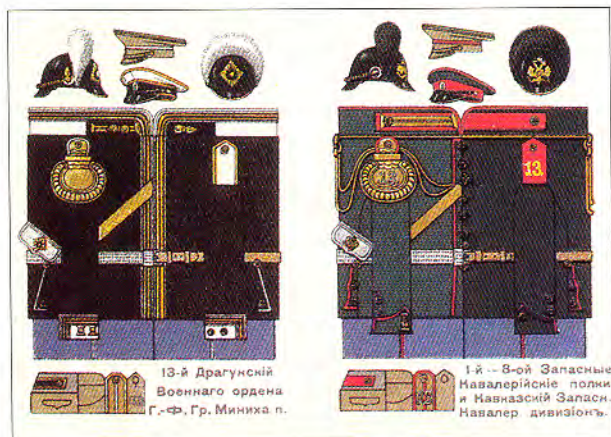 13.
13-й Драгунскій
Военнаго ордена
Г.-Ф. Гр. Миниха п.
1-й – 8-ой Запасные
Кавалерійскіе полки
и Кавказскій Запасн.
Кавалер. дивизіонъ.